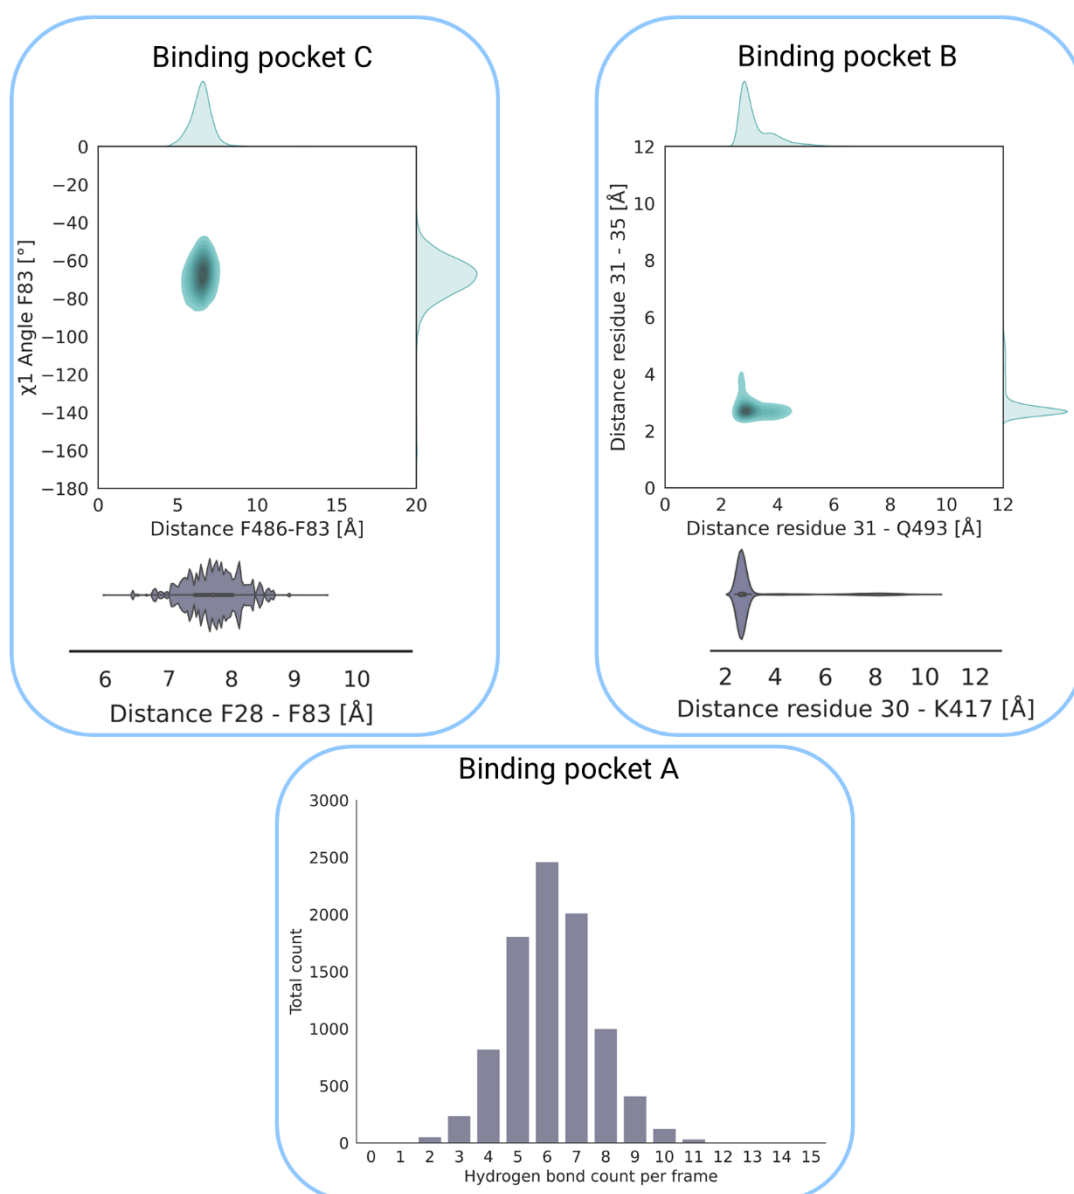 Binding pocket C
0
−20
−40
−60
−80
−100
−120
−140
−160
−180
χ1 Angle F83 [°]
0 5 10 15 20
Distance F486-F83 [Å]
6 7 8 9 10
Distance F28 - F83 [Å]
Binding pocket B
12
10
8
6
4
2
0
Distance residue 31 - 35 [Å]
0 2 4 6 8 10 12
Distance residue 31 - Q493 [Å]
2 4 6 8 10 12
Distance residue 30 - K417 [Å]
Binding pocket A
3000
2500
2000
1500
1000
500
0
Total count
0 1 2 3 4 5 6 7 8 9 10 11 12 13 14 15
Hydrogen bond count per frame